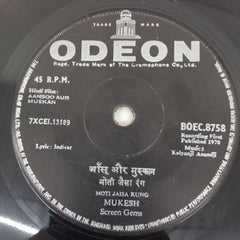 TRADE MARK
ODEON
Regd. Trade Mark of The Gramophone Co., Ltd.
45 R.P.M.
Hindi Film:
AANSOO AUR
MUSKAN
7XCEI.13189
BOEC.8758
Recording First
Published 1970
Lyric: Indivar
Music:
Kalyanji Anandji
आँसू और मुस्कान
मोती जैसा रंग
MOTI JAISA RUNG
MUKESH
Screen Gems